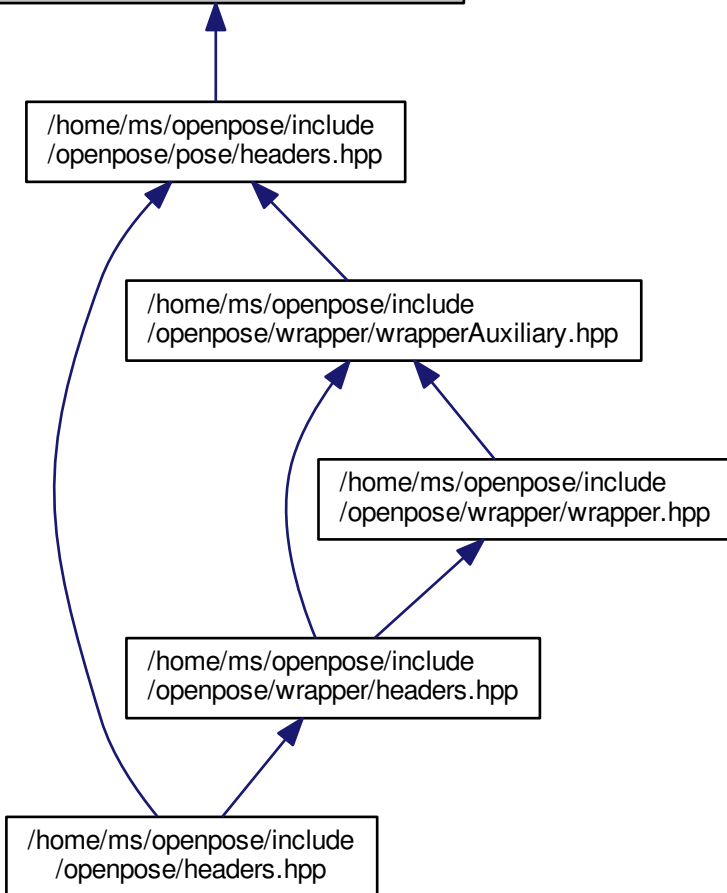 /home/ms/openpose/include
/openpose/pose/headers.hpp
/home/ms/openpose/include
/openpose/wrapper/wrapperAuxiliary.hpp
/home/ms/openpose/include
/openpose/wrapper/wrapper.hpp
/home/ms/openpose/include
/openpose/wrapper/headers.hpp
/home/ms/openpose/include
/openpose/headers.hpp